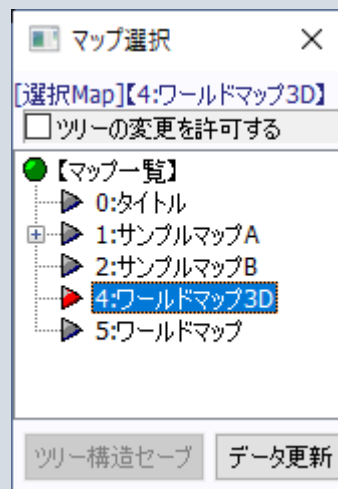 マップ選択
[選択Map]【4:ワールドマップ3D】
ツリーの変更を許可する
【マップ一覧】
0:タイトル
1:サンプルマップA
2:サンプルマップB
4:ワールドマップ3D
5:ワールドマップ
ツリー構造セーブ データ更新